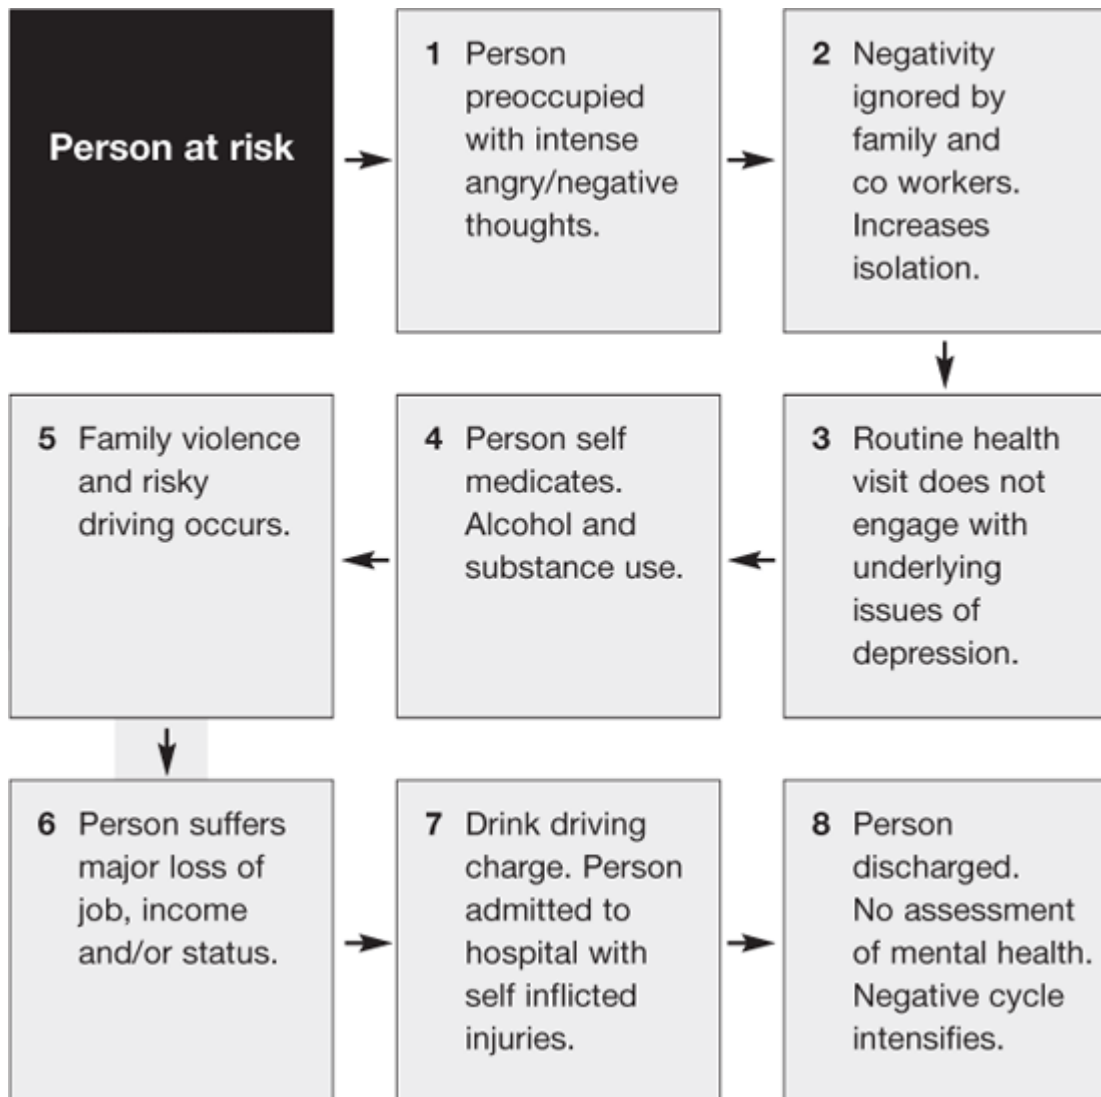 Person at risk
1 Person
preoccupied
with intense
angry/negative
thoughts.
2 Negativity
ignored by
family and
co workers.
Increases
isolation.
3 Routine health
visit does not
engage with
underlying
issues of
depression.
4 Person self
medicates.
Alcohol and
substance use.
5 Family violence
and risky
driving occurs.
6 Person suffers
major loss of
job, income
and/or status.
7 Drink driving
charge. Person
admitted to
hospital with
self inflicted
injuries.
8 Person
discharged.
No assessment
of mental health.
Negative cycle
intensifies.